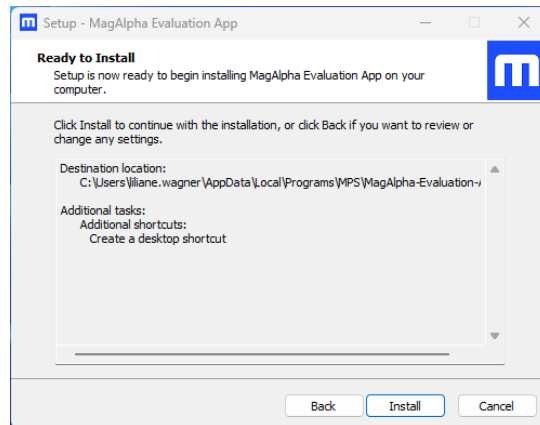 Setup - MagAlpha Evaluation App
Ready to Install
Setup is now ready to begin installing MagAlpha Evaluation App on your
computer.
m
Click Install to continue with the installation, or click Back if you want to review or
change any settings.
Destination location:
C:\Users\liliane.wagner\AppData\Local\Programs\MPS\MagAlpha-Evaluation-
Additional tasks:
Additional shortcuts:
Create a desktop shortcut
Back
Install
Cancel